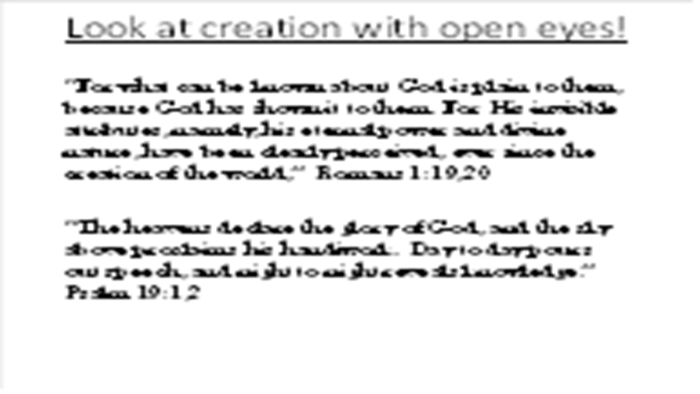 Look at creation with open eyes!
"For what can be known about God is plain to them,
because God has shown it to them. For His invisible
attributes, namely, his eternal power and divine
nature, have been clearly perceived, ever since the
creation of the world," Romans 1:19,20
"The heavens declare the glory of God, and the sky
above proclaims his handiwork. Day to day pours
out speech, and night to night reveals knowledge."
Psalm 19:1,2